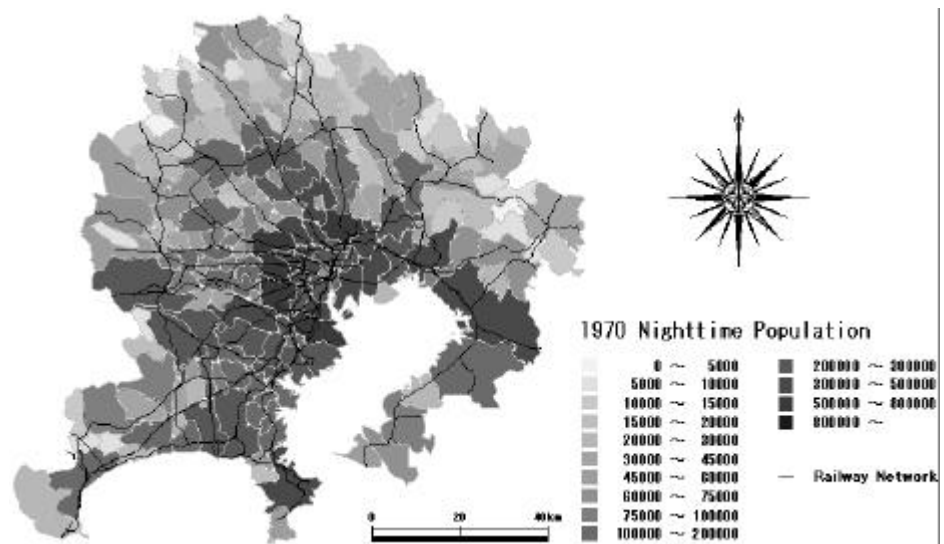 1970 Nighttime Population
0 ~ 5000
5000 ~ 10000
10000 ~ 15000
15000 ~ 20000
20000 ~ 30000
30000 ~ 45000
45000 ~ 60000
60000 ~ 75000
75000 ~ 100000
100000 ~ 200000
200000 ~ 300000
300000 ~ 500000
500000 ~ 800000
800000 ~
Railway Network
0 20 40km